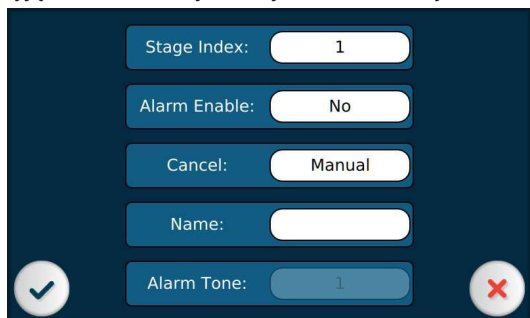 Stage Index: 1
Alarm Enable: No
Cancel: Manual
Name:
Alarm Tone: 1